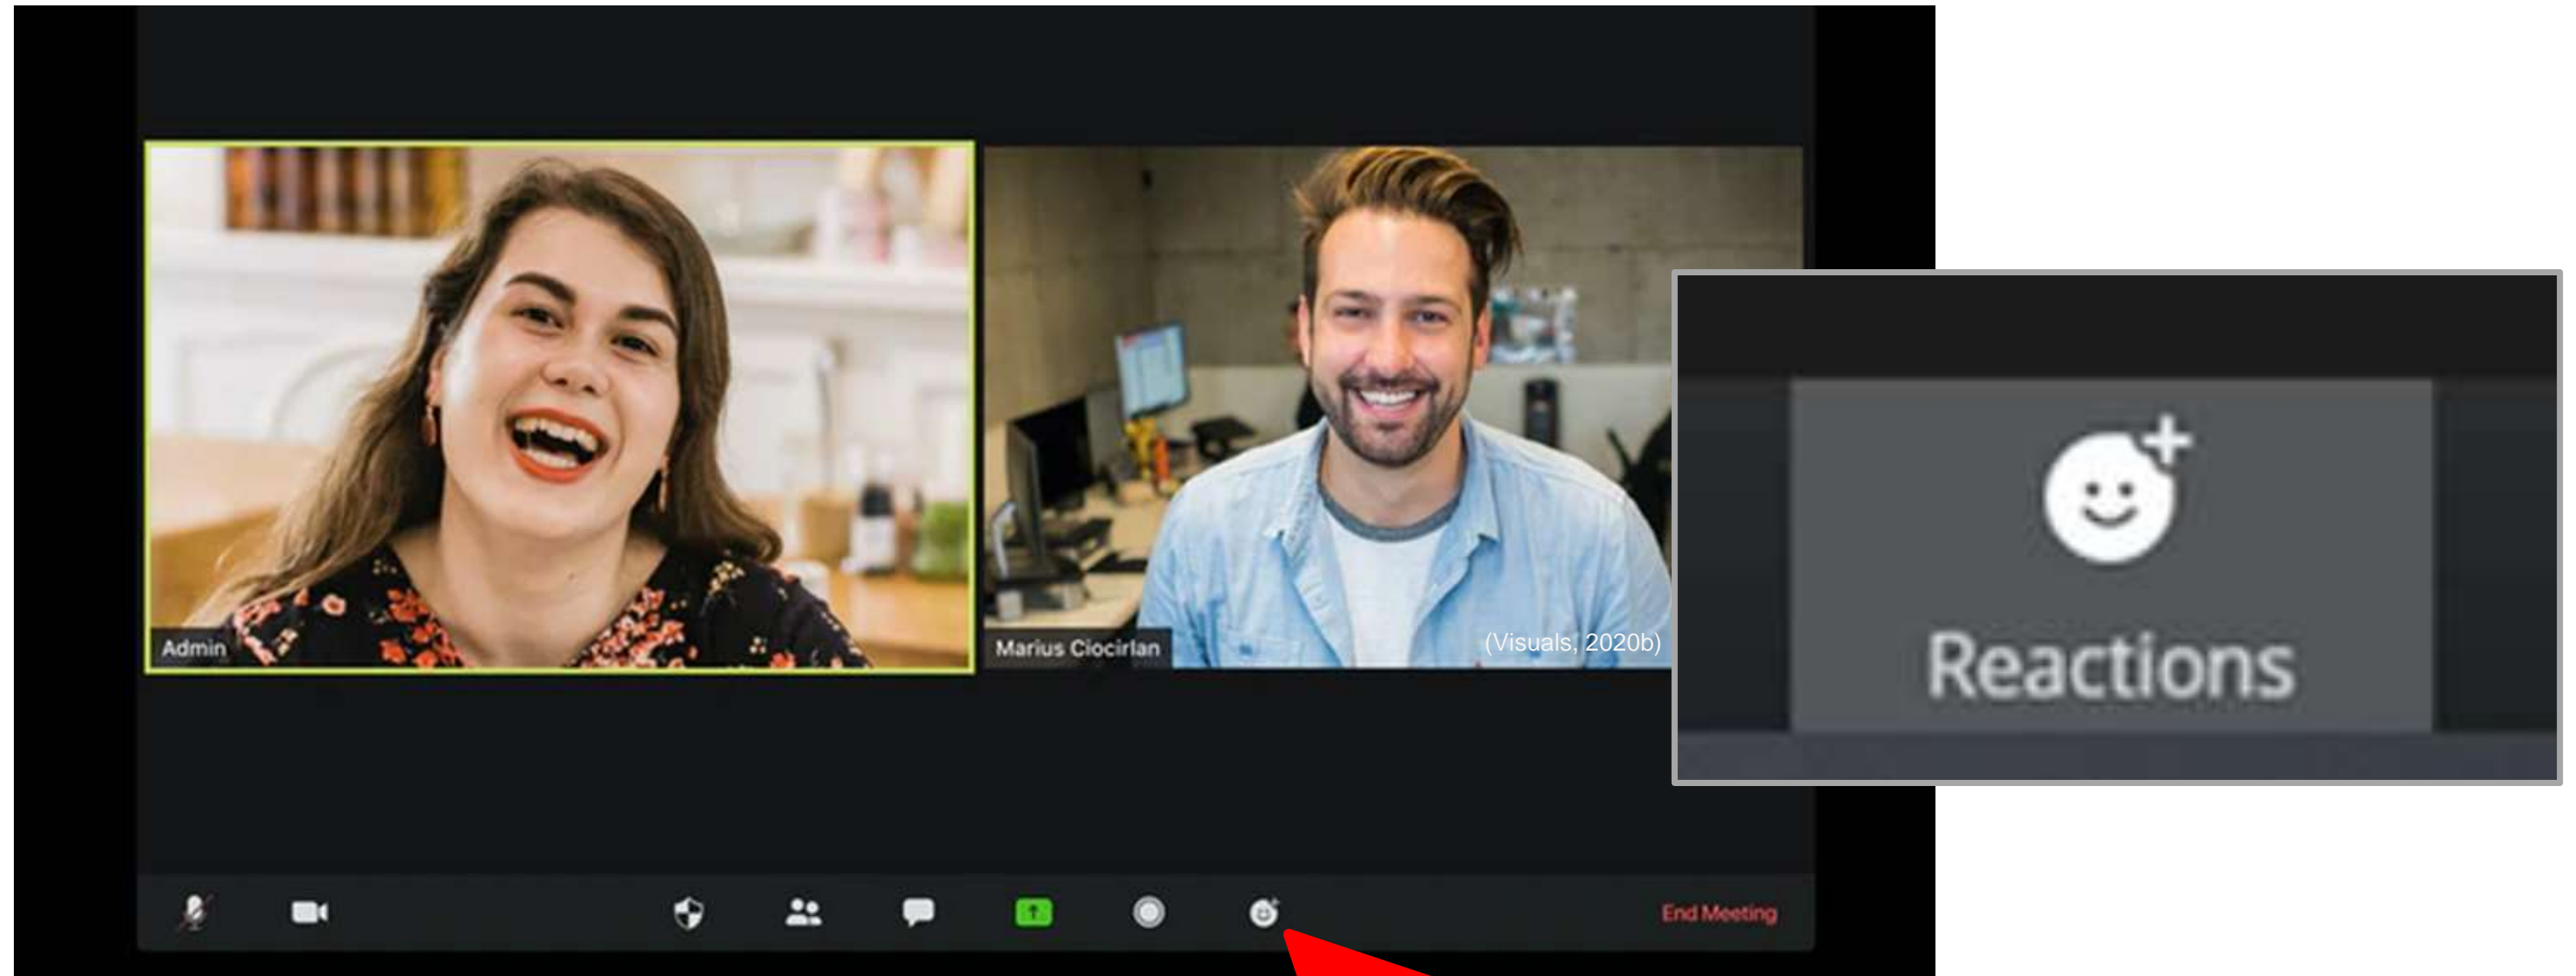 Admin
Marius Ciocirlan
(Visuals, 2020b)
Reactions
End Meeting